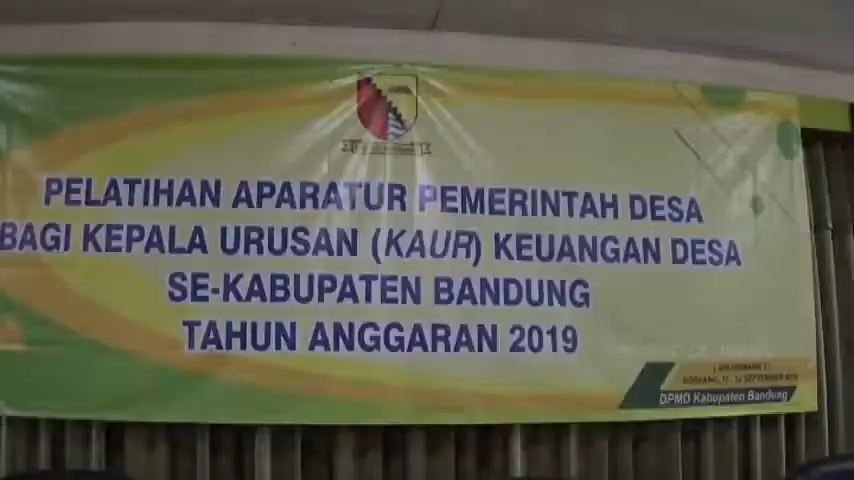 PELATIHAN APARATUR PEMERINTAH DESA
BAGI KEPALA URUSAN (KAUR) KEUANGAN DESA
SE-KABUPATEN BANDUNG
TAHUN ANGGARAN 2019
SEPTEMBER
DPMD Kabupaten Bandung